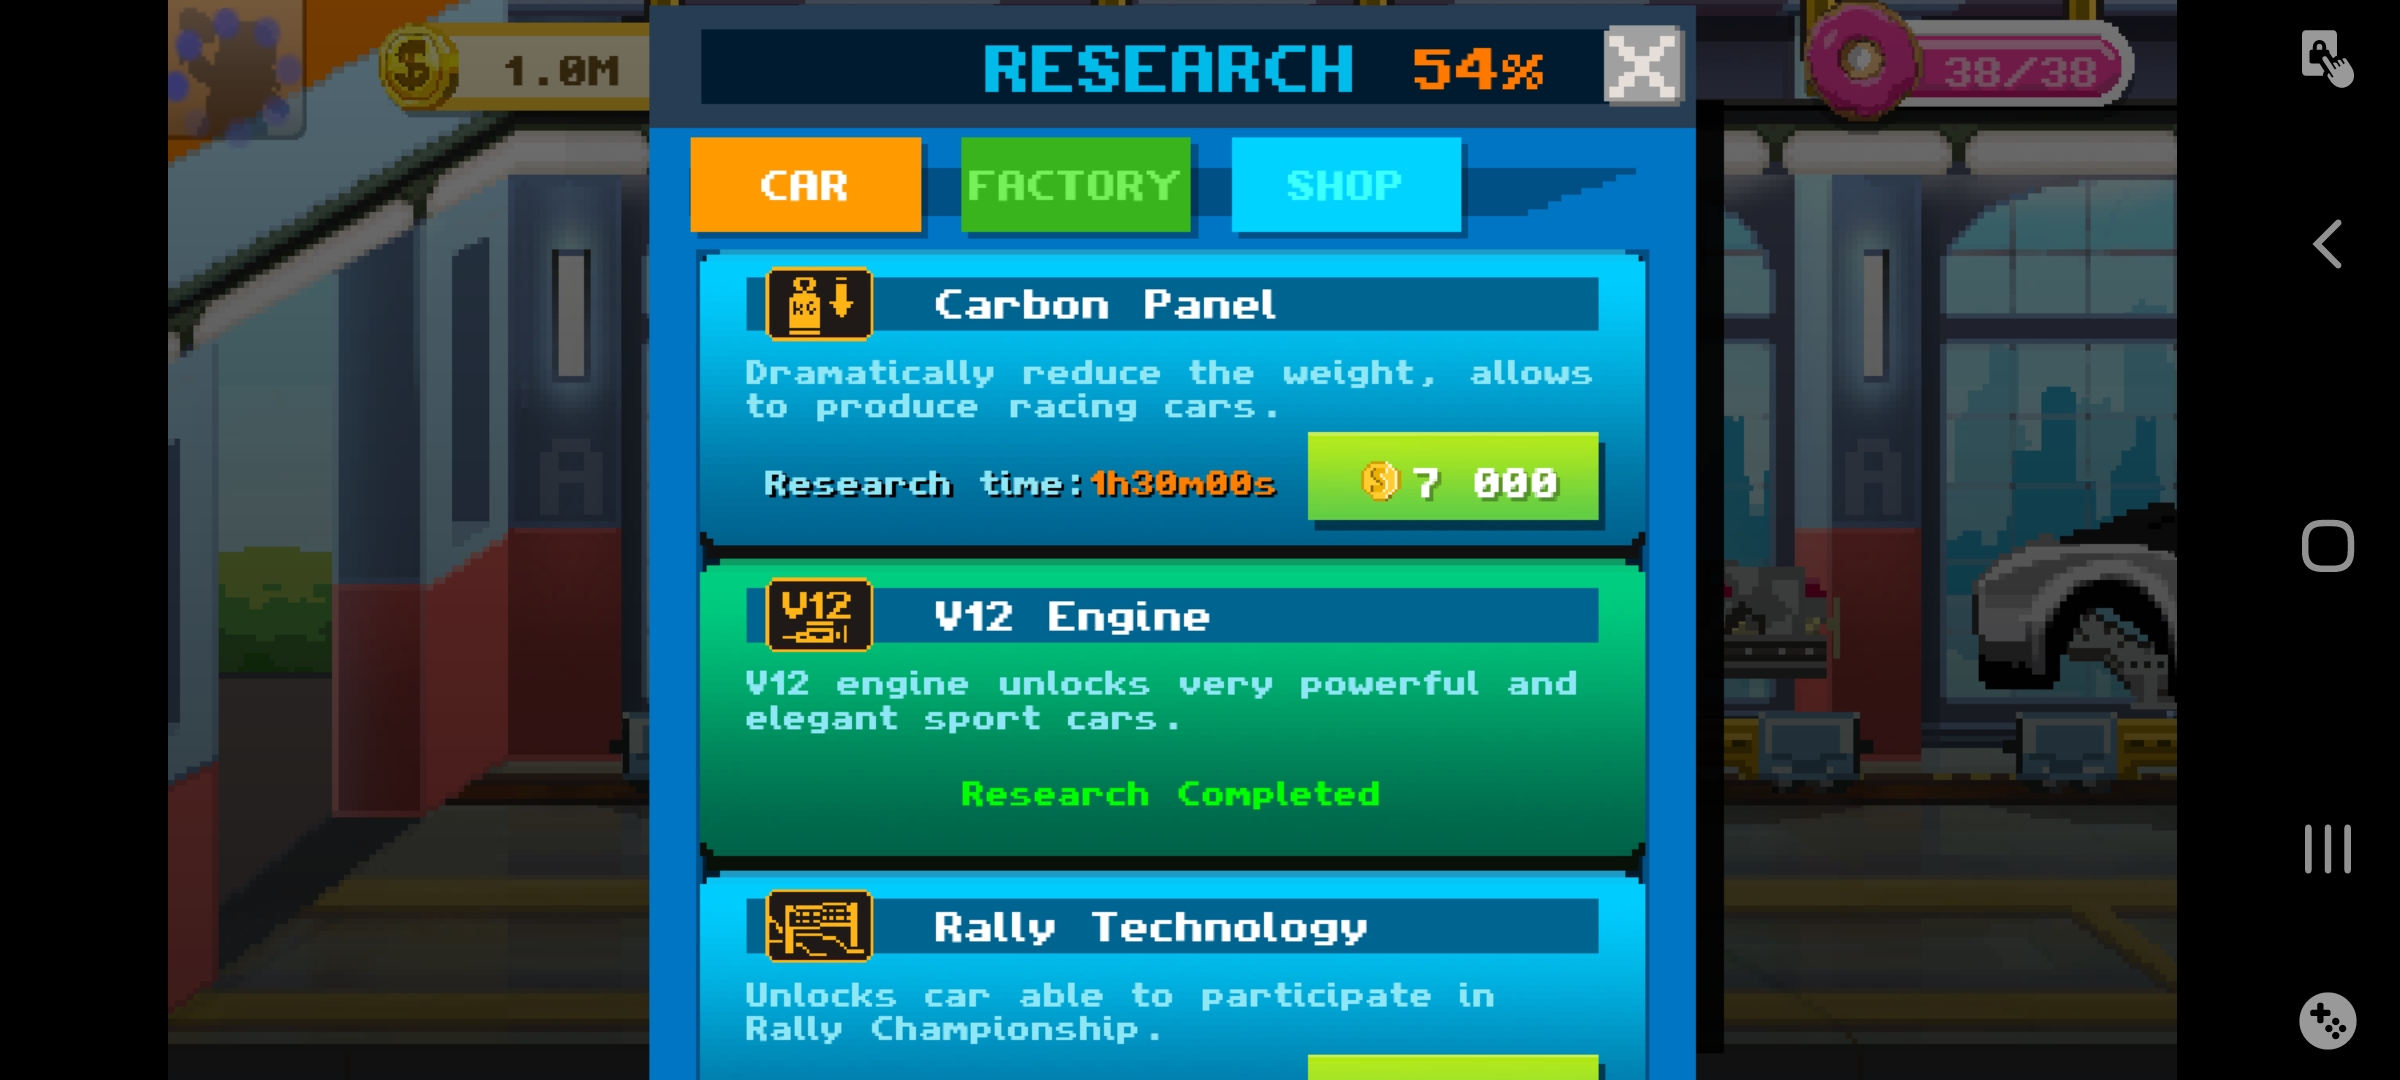 $ 1.0M
RESEARCH 54%
38/38
CAR FACTORY SHOP
KG
Carbon Panel
Dramatically reduce the weight, allows
to produce racing cars.
Research time:1h30m00s
$ 7 000
V12
V12 Engine
V12 engine unlocks very powerful and
elegant sport cars.
Research Completed
Rally Technology
Unlocks car able to participate in
Rally Championship.
A
A